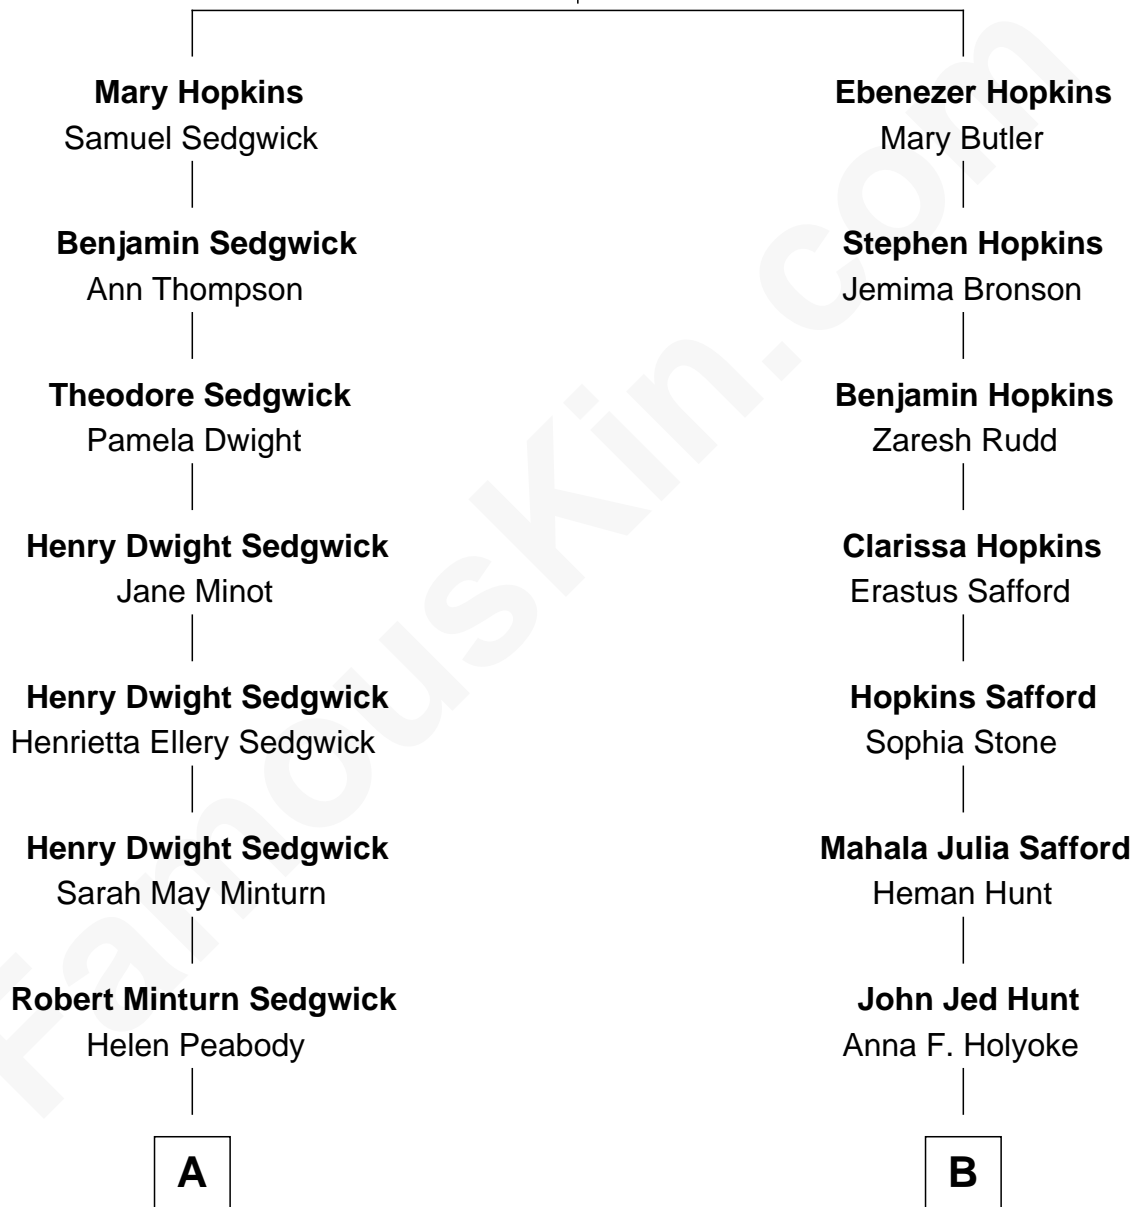 Mary Hopkins
Samuel Sedgwick
Ebenezer Hopkins
Mary Butler
Benjamin Sedgwick
Ann Thompson
Stephen Hopkins
Jemima Bronson
Theodore Sedgwick
Pamela Dwight
Benjamin Hopkins
Zaresh Rudd
Henry Dwight Sedgwick
Jane Minot
Clarissa Hopkins
Erastus Safford
Henry Dwight Sedgwick
Henrietta Ellery Sedgwick
Hopkins Safford
Sophia Stone
Henry Dwight Sedgwick
Sarah May Minturn
Mahala Julia Safford
Heman Hunt
Robert Minturn Sedgwick
Helen Peabody
John Jed Hunt
Anna F. Holyoke
A
B
FamousKin.com